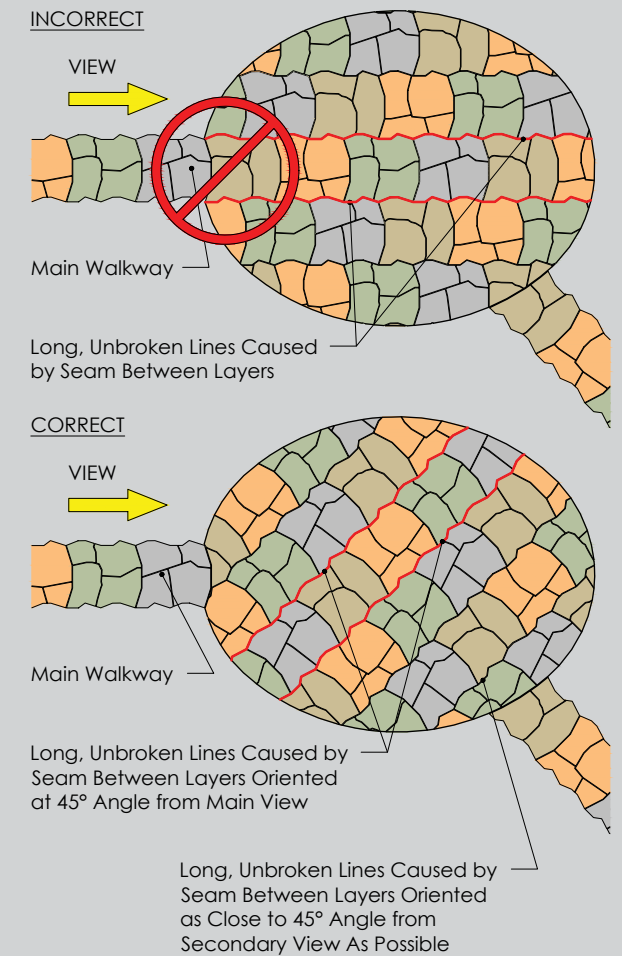 INCORRECT
VIEW
Main Walkway
Long, Unbroken Lines Caused
by Seam Between Layers
CORRECT
VIEW
Main Walkway
Long, Unbroken Lines Caused by
Seam Between Layers Oriented
at 45° Angle from Main View
Long, Unbroken Lines Caused by
Seam Between Layers Oriented
as Close to 45° Angle from
Secondary View As Possible